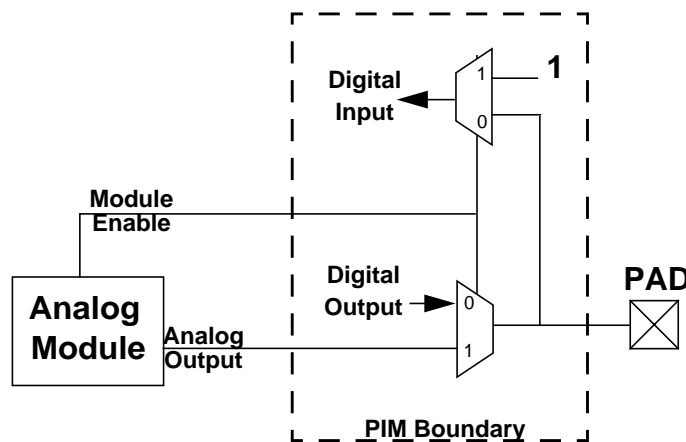 Digital
Input
1
1
0
Module
Enable
Digital
Output
0
1
PAD
Analog
Module
Analog
Output
PIM Boundary